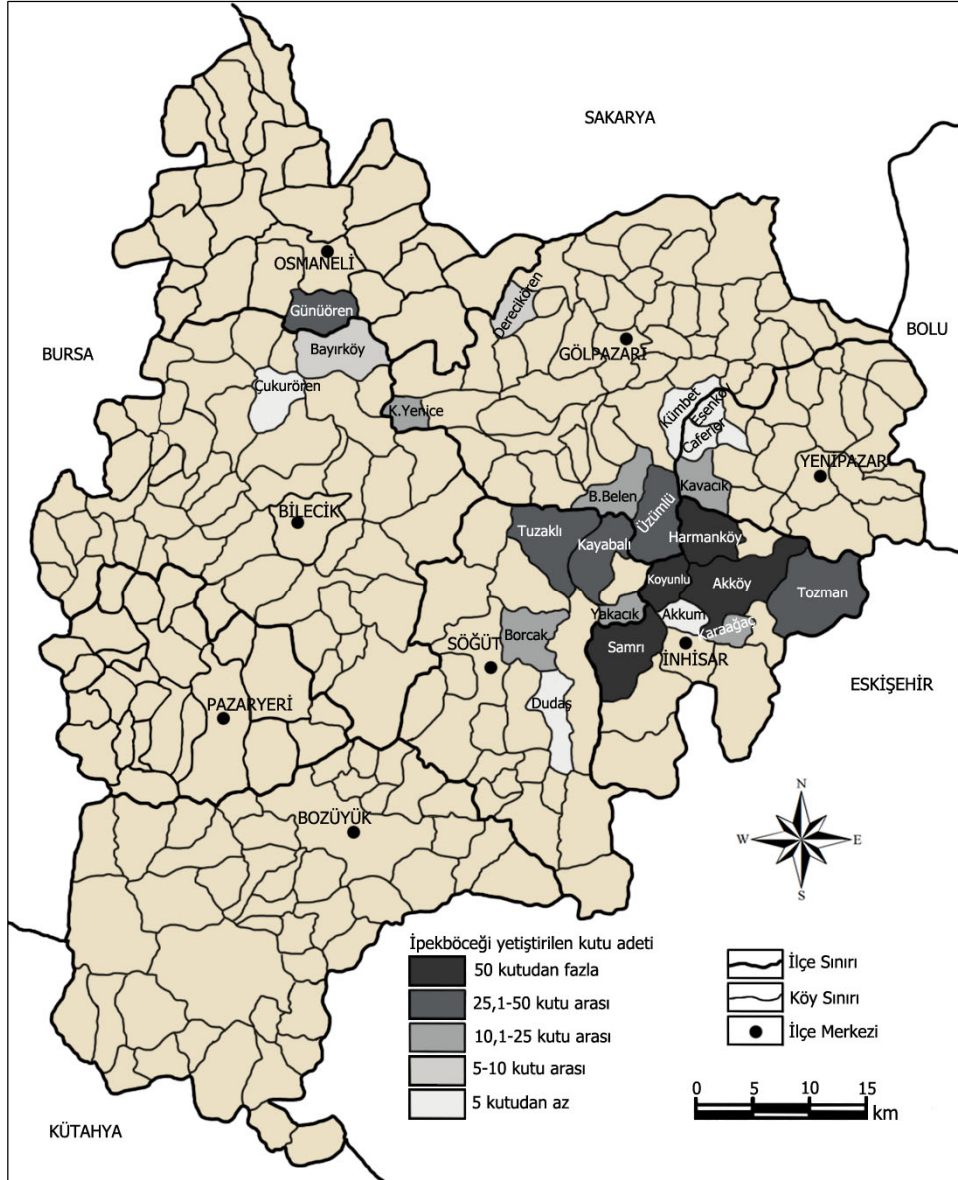 SAKARYA
OSMANELİ
Günüören
Derecikören
BOLU
GÖLPAZARI
BURSA
Bayırköy
Çukurören
K.Yenice
Kümbet
Esenköy
Caferler
YENİPAZAR
B.Belen
Üzümlü
Kavacık
BİLECİK
Tuzaklı
Kayabalı
Harmanköy
Koyunlu
Akköy
Tozman
Yakacık
Akkum
Karaağaç
Borcak
Samrı
İNHİSAR
SÖĞÜT
ESKİŞEHİR
Dudaş
PAZARYERİ
BOZÜYÜK
N
W
E
S
İpekböceği yetiştirilen kutu adeti
50 kutudan fazla
25,1-50 kutu arası
10,1-25 kutu arası
5-10 kutu arası
5 kutudan az
İlçe Sınırı
Köy Sınırı
İlçe Merkezi
0 5 10 15
km
KÜTAHYA